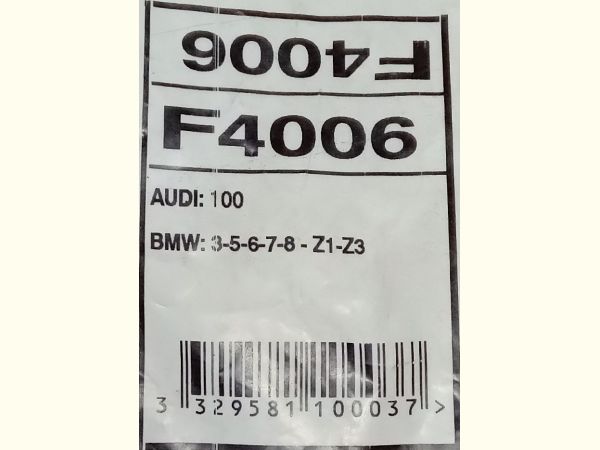 F4006
F4006
AUDI: 100
BMW: 3-5-6-7-8 - Z1-Z3
3 329581 100037 >